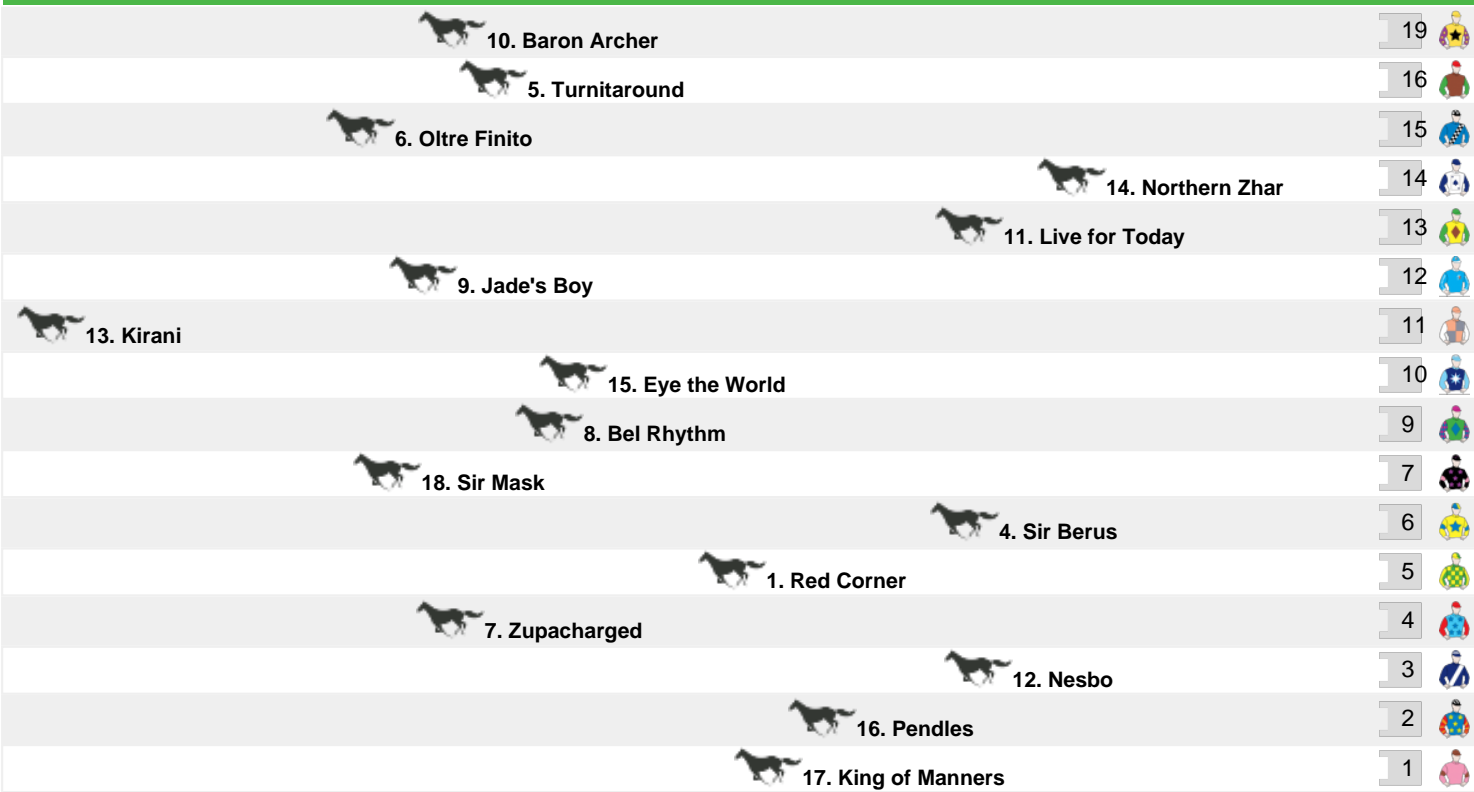 10. Baron Archer 19
5. Turnitaround 16
6. Oltre Finito 15
14. Northern Zhar 14
11. Live for Today 13
9. Jade's Boy 12
13. Kirani 11
15. Eye the World 10
8. Bel Rhythm 9
18. Sir Mask 7
4. Sir Berus 6
1. Red Corner 5
7. Zupacharged 4
12. Nesbo 3
16. Pendles 2
17. King of Manners 1